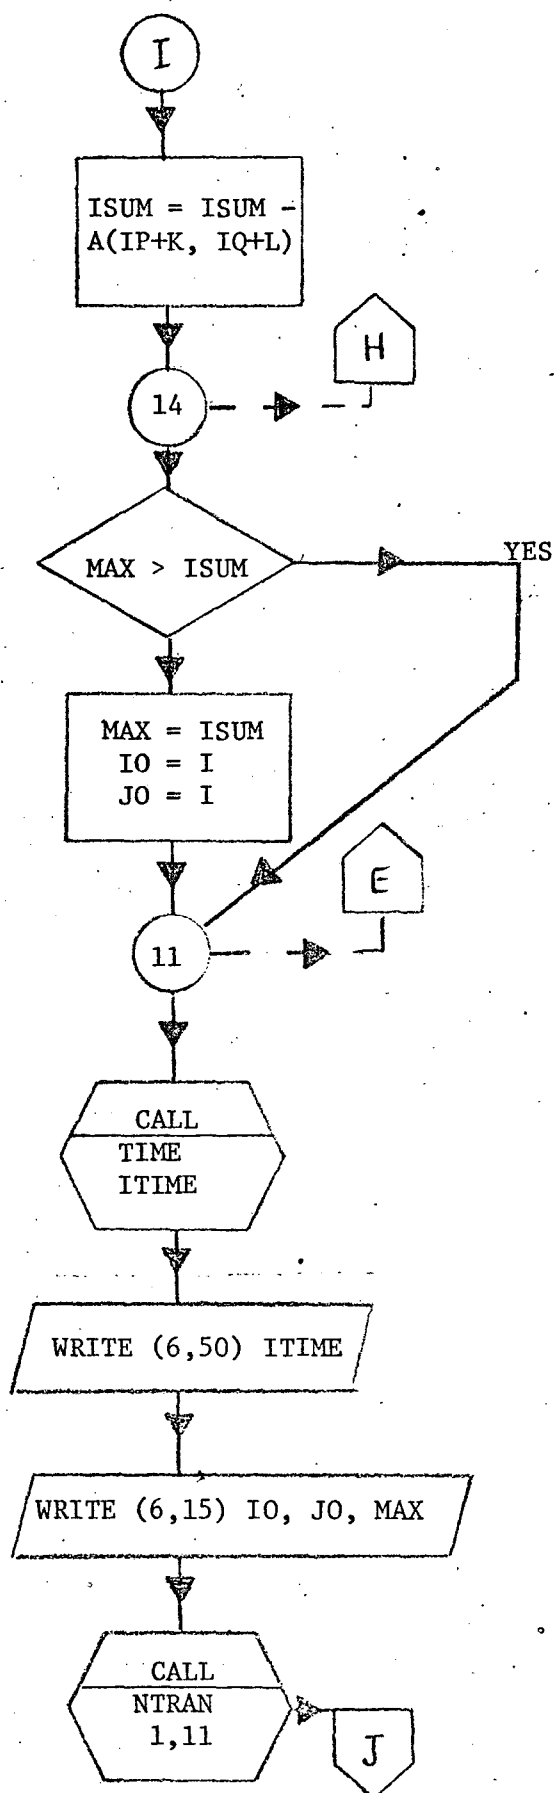 I
ISUM = ISUM -
A(IP+K, IQ+L)
H
14
MAX > ISUM
YES
MAX = ISUM
IO = I
JO = I
E
11
CALL
TIME
ITIME
WRITE (6,50) ITIME
WRITE (6,15) IO, JO, MAX
CALL
NTRAN
1,11
J